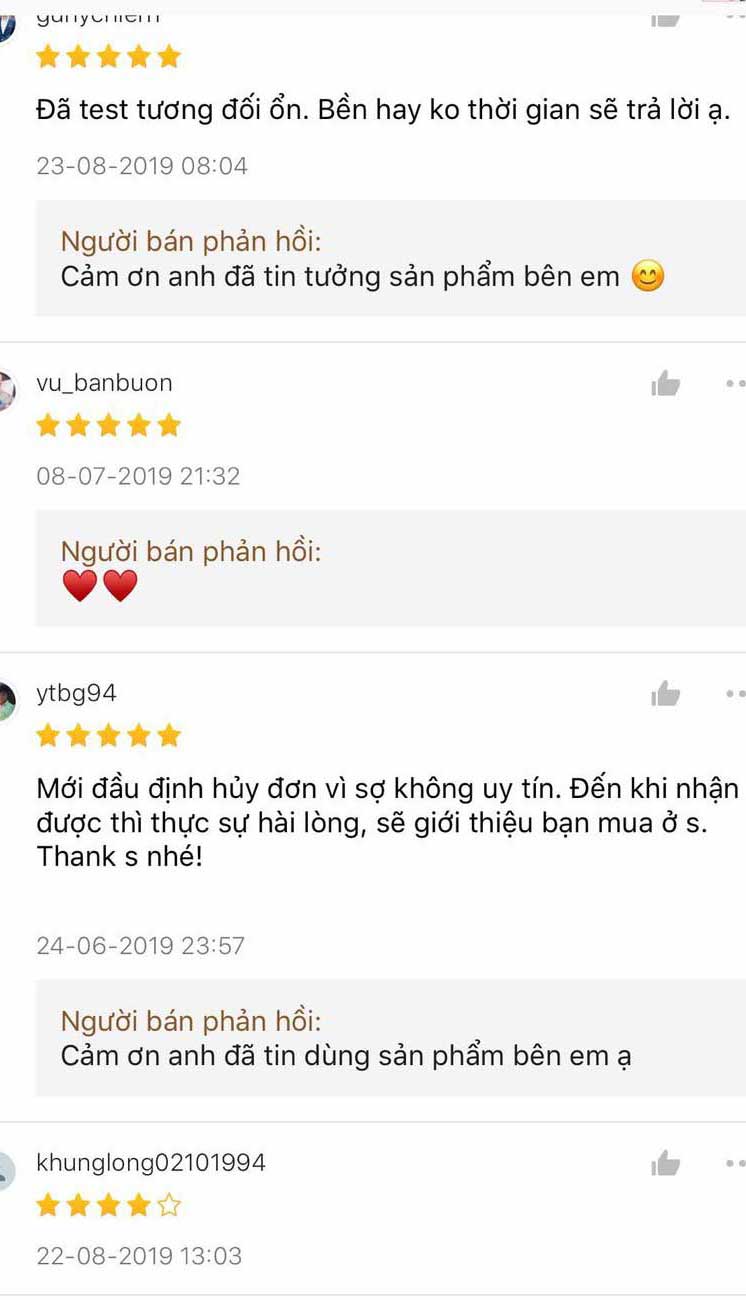 Đã test tương đối ổn. Bền hay ko thời gian sẽ trả lời ạ.
23-08-2019 08:04
Người bán phản hồi:
Cảm ơn anh đã tin tưởng sản phẩm bên em 😊
vu_banbuon
08-07-2019 21:32
Người bán phản hồi:
♥♥
ytbg94
Mới đầu định hủy đơn vì sợ không uy tín. Đến khi nhận
được thì thực sự hài lòng, sẽ giới thiệu bạn mua ở s.
Thank s nhé!
24-06-2019 23:57
Người bán phản hồi:
Cảm ơn anh đã tin dùng sản phẩm bên em ạ
khunglong02101994
22-08-2019 13:03